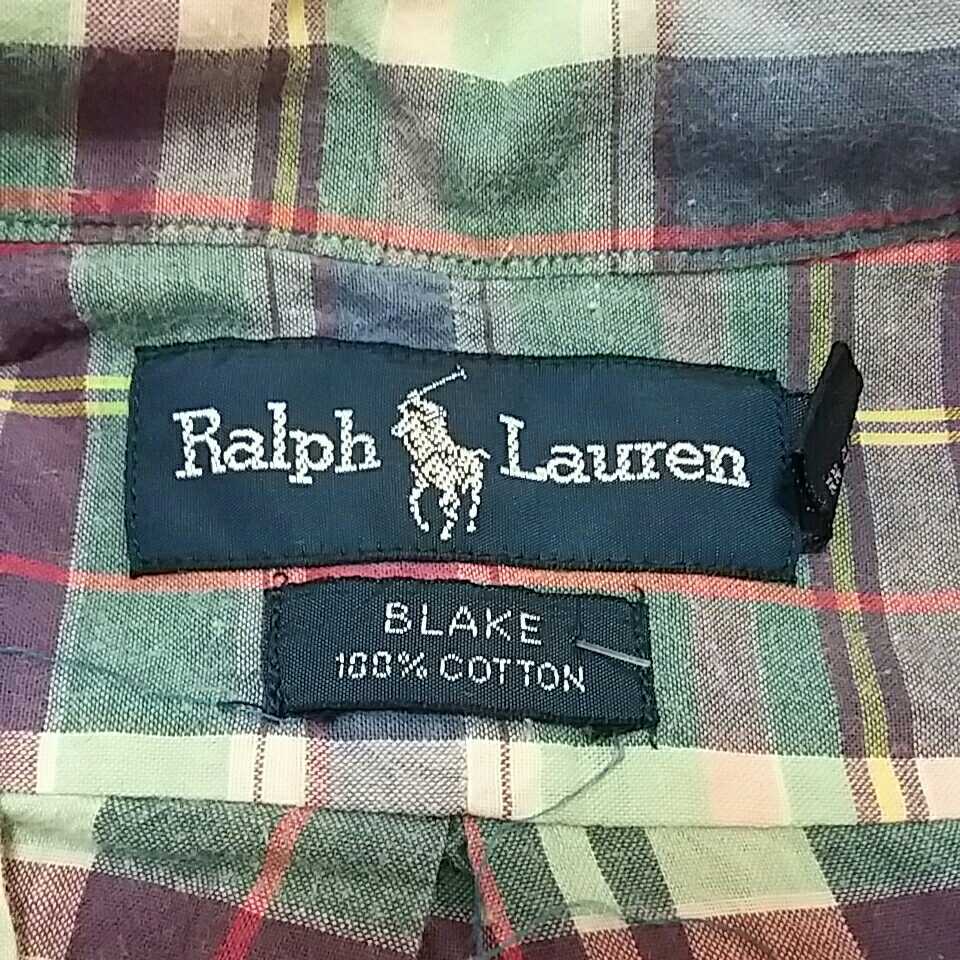 Ralph Lauren
BLAKE
100% COTTON